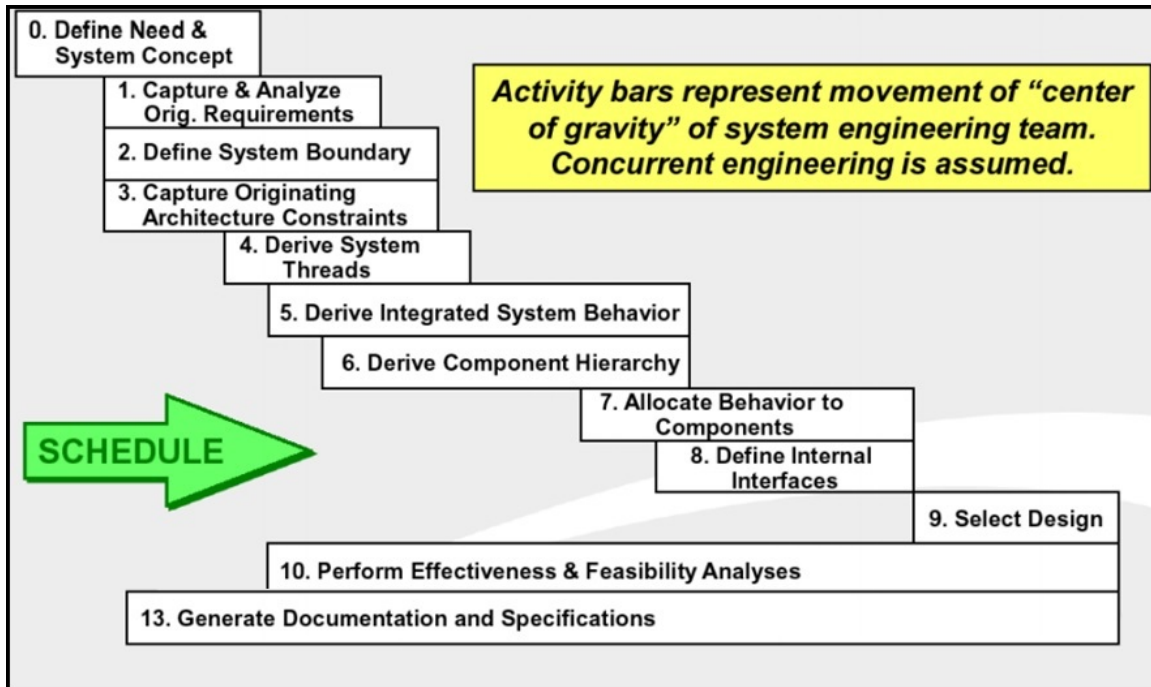 0. Define Need &
System Concept
1. Capture & Analyze
Orig. Requirements
Activity bars represent movement of “center
of gravity” of system engineering team.
Concurrent engineering is assumed.
2. Define System Boundary
3. Capture Originating
Architecture Constraints
4. Derive System
Threads
5. Derive Integrated System Behavior
6. Derive Component Hierarchy
7. Allocate Behavior to
Components
SCHEDULE
8. Define Internal
Interfaces
9. Select Design
10. Perform Effectiveness & Feasibility Analyses
13. Generate Documentation and Specifications